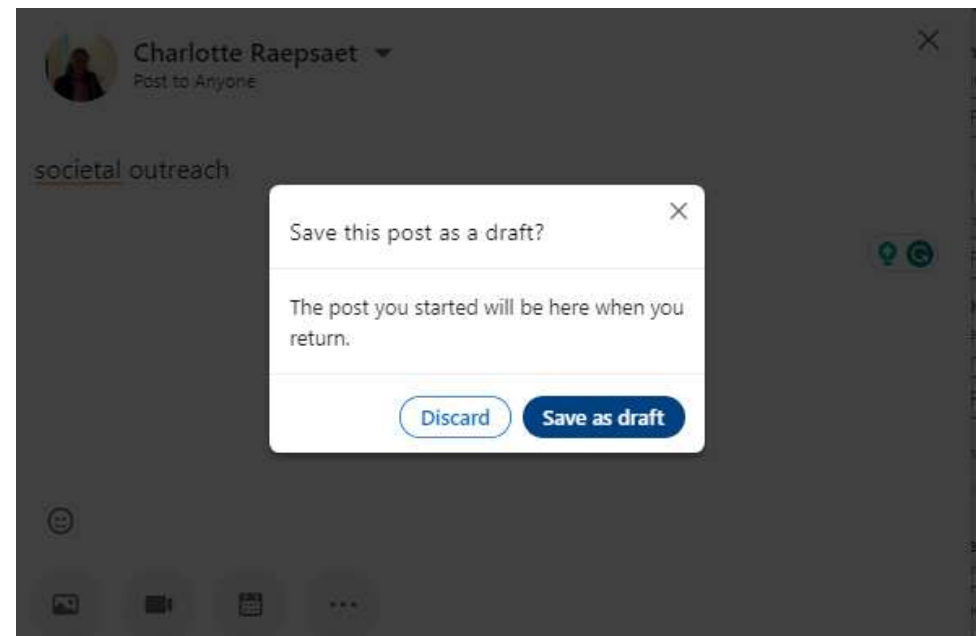 Charlotte Raepsaet
Post to Anyone
societal outreach
Save this post as a draft?
The post you started will be here when you
return.
Discard Save as draft